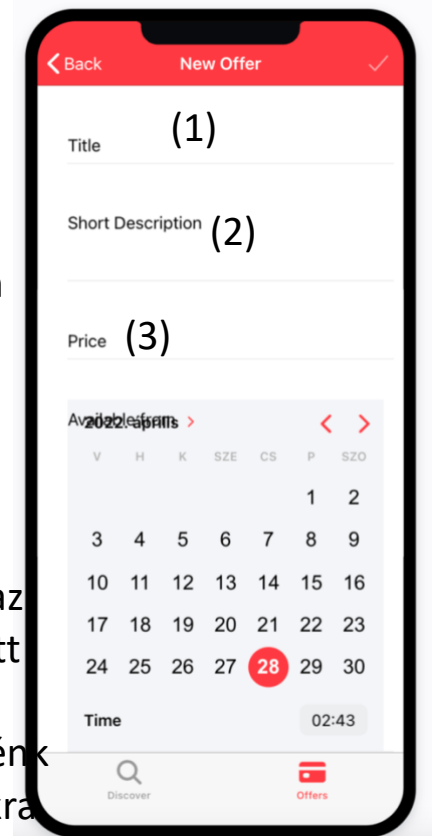 Back New Offer
Title (1)
Short Description (2)
Price (3)
Available from
2022. április
V H K SZE CS P SZO
1 2
3 4 5 6 7 8 9
10 11 12 13 14 15 16
17 18 19 20 21 22 23
24 25 26 27 28 29 30
Time 02:43
Discover Offers